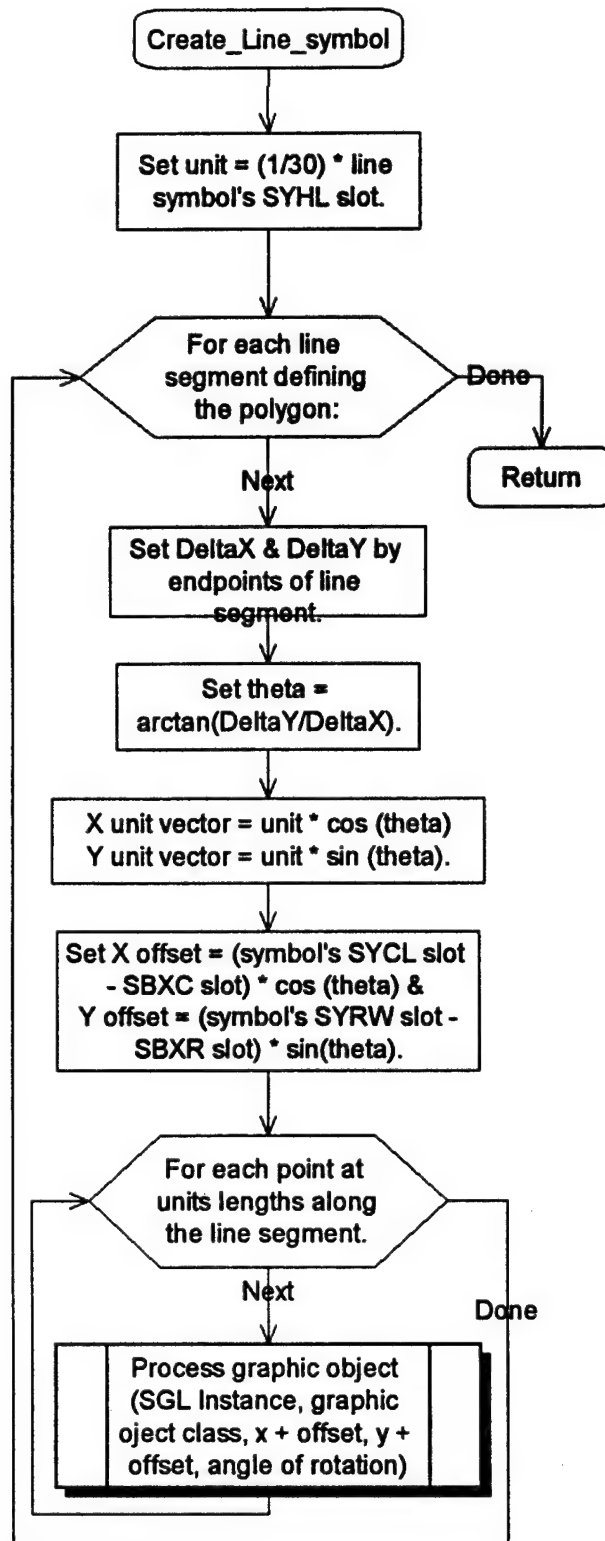 Create_Line_symbol
Set unit = (1/30) * line
symbol's SYHL slot.
For each line
segment defining
the polygon:
Done
Return
Next
Set DeltaX & DeltaY by
endpoints of line
segment.
Set theta =
arctan(DeltaY/DeltaX).
X unit vector = unit * cos (theta)
Y unit vector = unit * sin (theta).
Set X offset = (symbol's SYCL slot
- SBXC slot) * cos (theta) &
Y offset = (symbol's SYRW slot -
SBXR slot) * sin(theta).
For each point at
units lengths along
the line segment.
Next
Done
Process graphic object
(SGL Instance, graphic
oject class, x + offset, y +
offset, angle of rotation)